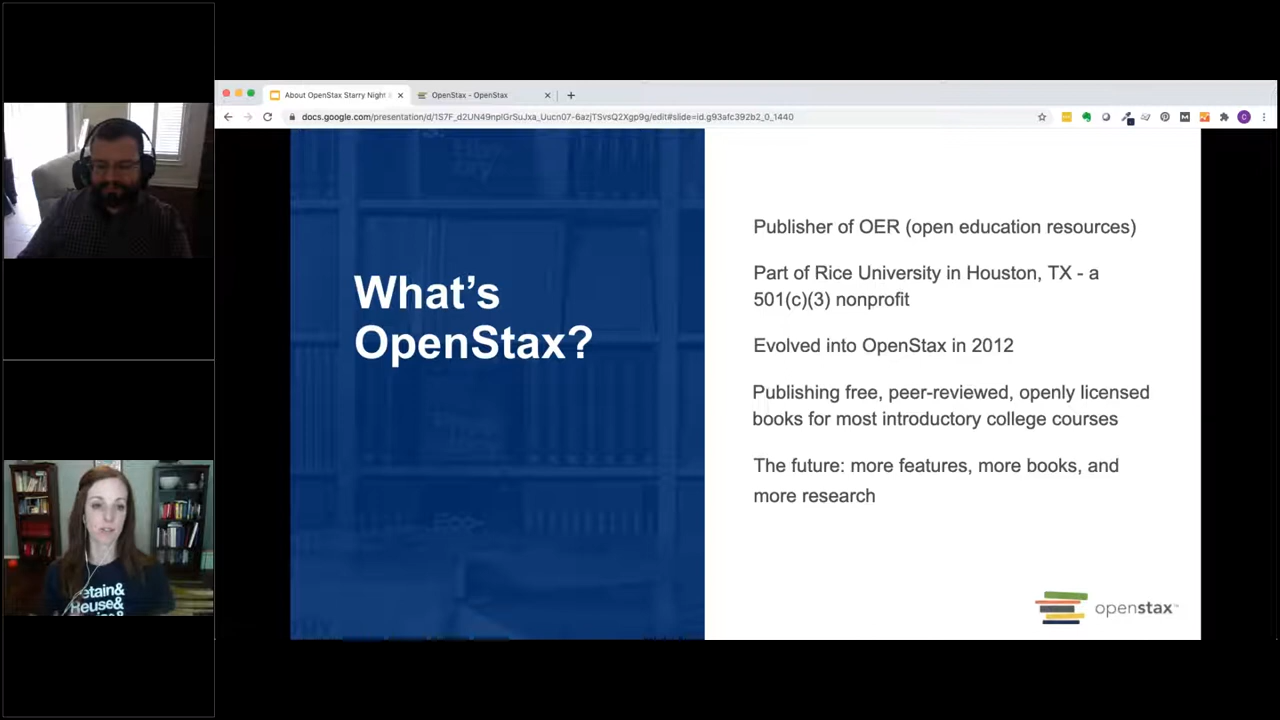 About OpenStax Starry Night
OpenStax - OpenStax
docs.google.com/presentation/d/1S7F_d2UN49nplGrSuJxa_Uucn07-6azjTSvsQ2Xgp9g/edit#slide=id.g93afc392b2_0_1440
What's
OpenStax?
Publisher of OER (open education resources)
Part of Rice University in Houston, TX - a
501(c)(3) nonprofit
Evolved into OpenStax in 2012
Publishing free, peer-reviewed, openly licensed
books for most introductory college courses
The future: more features, more books, and
more research
openstax™
etain&
Reuse&